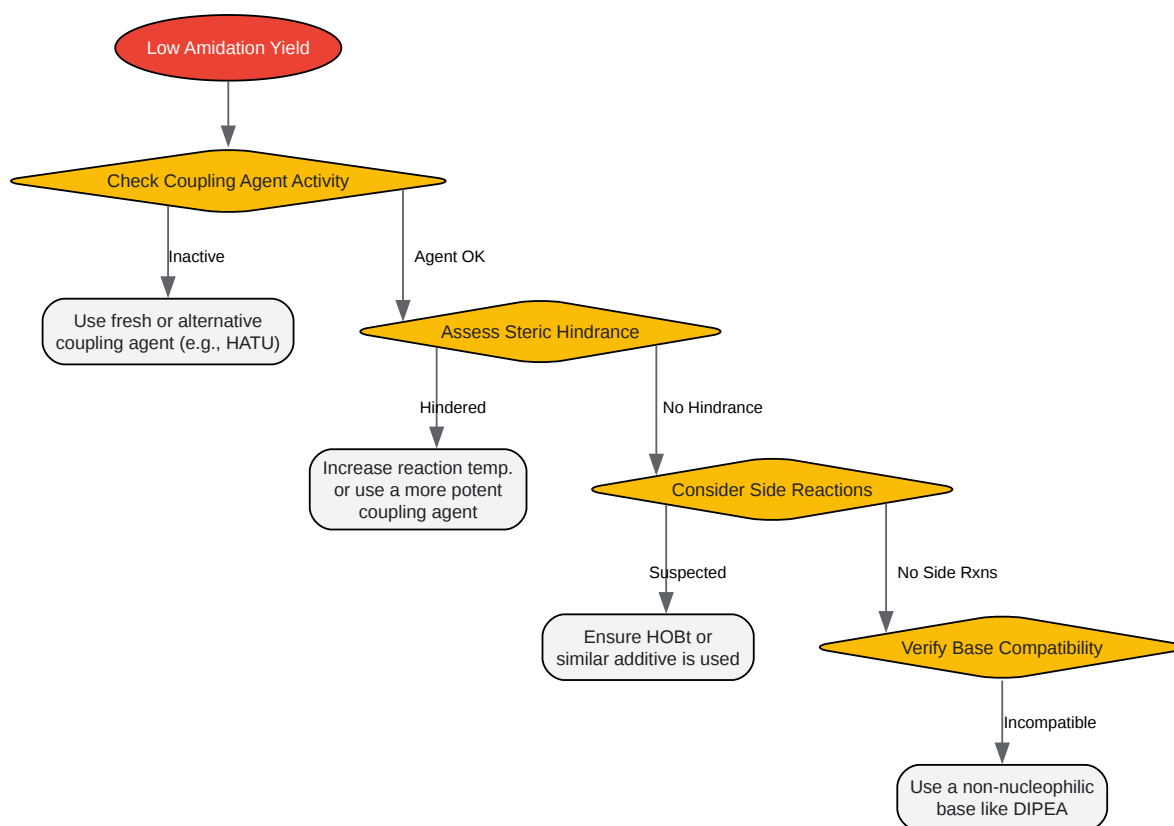 Low Amidation Yield
Check Coupling Agent Activity
Inactive
Agent OK
Use fresh or alternative
coupling agent (e.g., HATU)
Assess Steric Hindrance
Hindered
No Hindrance
Increase reaction temp.
or use a more potent
coupling agent
Consider Side Reactions
Suspected
No Side Rxns
Ensure HOBt or
similar additive is used
Verify Base Compatibility
Incompatible
Use a non-nucleophilic
base like DIPEA